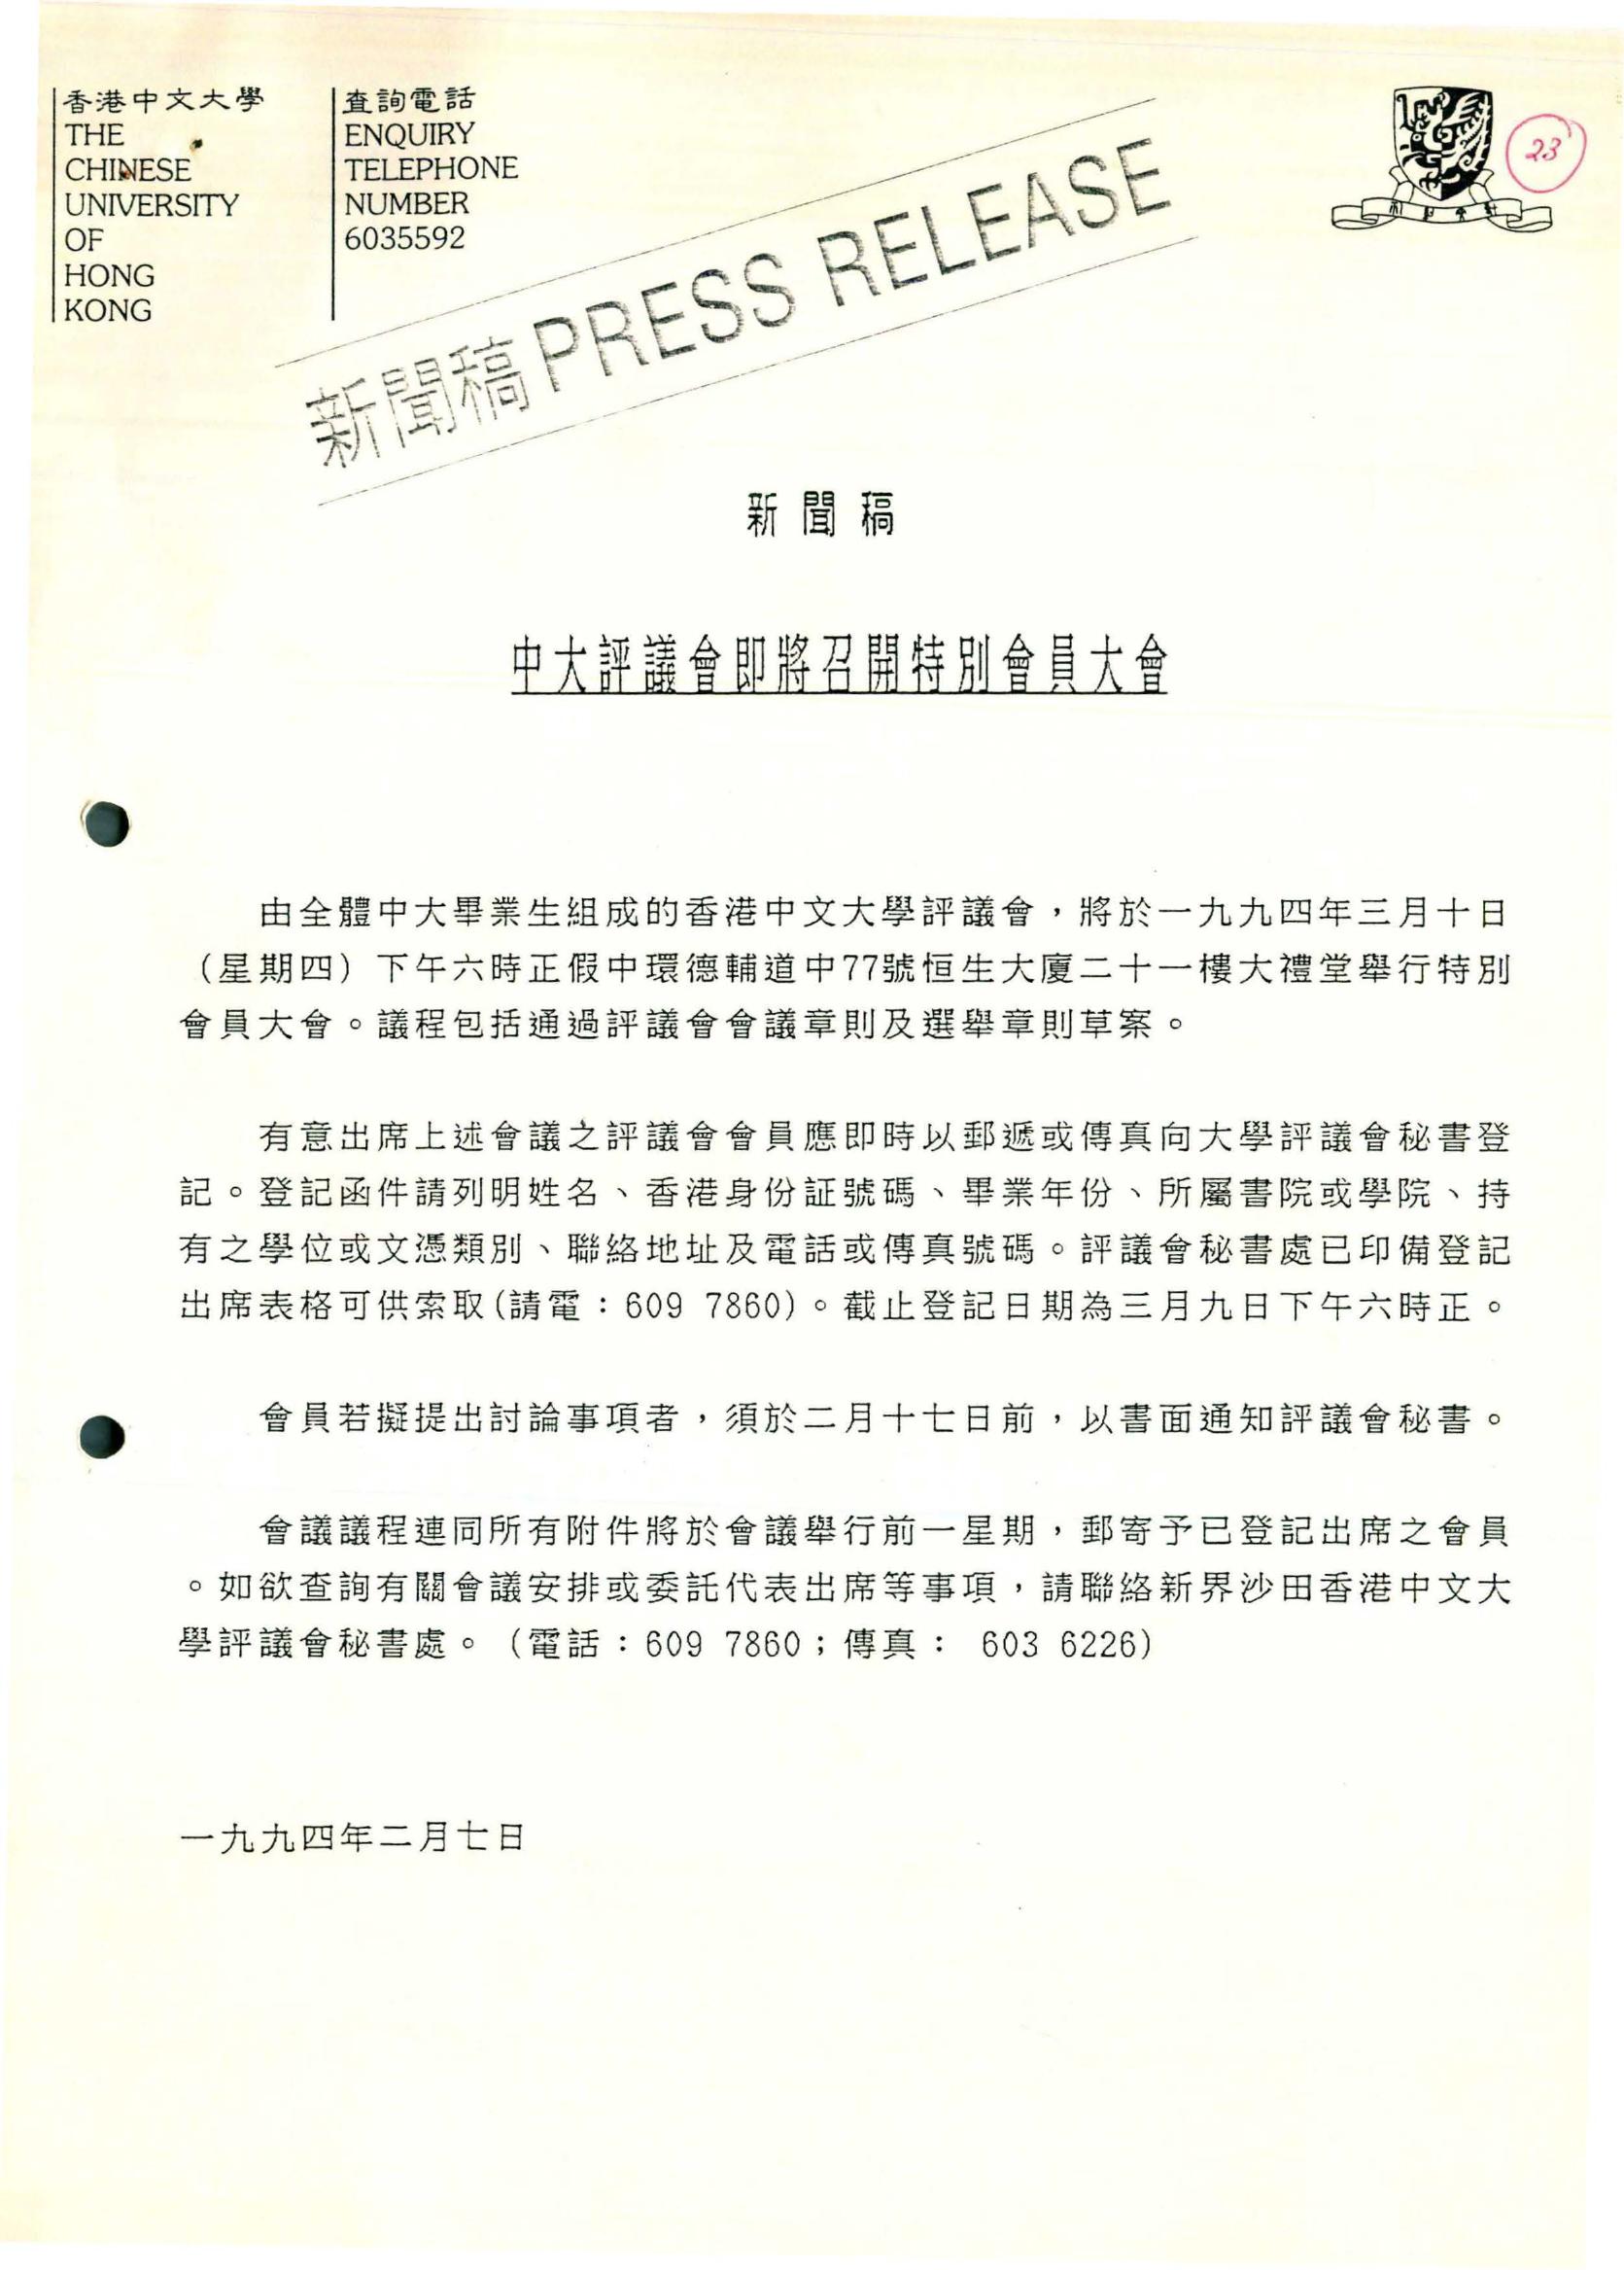 香港中文大學
THE
CHINESE
UNIVERSITY
OF
HONG
KONG
查詢電話
ENQUIRY
TELEPHONE
NUMBER
6035592
23
新聞稿 PRESS RELEASE
新聞稿
中大評議會即將召開特別會員大會
由全體中大畢業生組成的香港中文大學評議會，將於一九九四年三月十日
（星期四）下午六時正假中環德輔道中77號恒生大廈二十一樓大禮堂舉行特別
會員大會。議程包括通過評議會會議章則及選舉章則草案。
有意出席上述會議之評議會會員應即時以郵遞或傳真向大學評議會秘書登
記。登記函件請列明姓名、香港身份証號碼、畢業年份、所屬書院或學院、持
有之學位或文憑類別、聯絡地址及電話或傳真號碼。評議會秘書處已印備登記
出席表格可供索取(請電：609 7860)。截止登記日期為三月九日下午六時正。
會員若擬提出討論事項者，須於二月十七日前，以書面通知評議會秘書。
會議議程連同所有附件將於會議舉行前一星期，郵寄予已登記出席之會員
。如欲查詢有關會議安排或委託代表出席等事項，請聯絡新界沙田香港中文大
學評議會秘書處。（電話：609 7860；傳真： 603 6226)
一九九四年二月七日